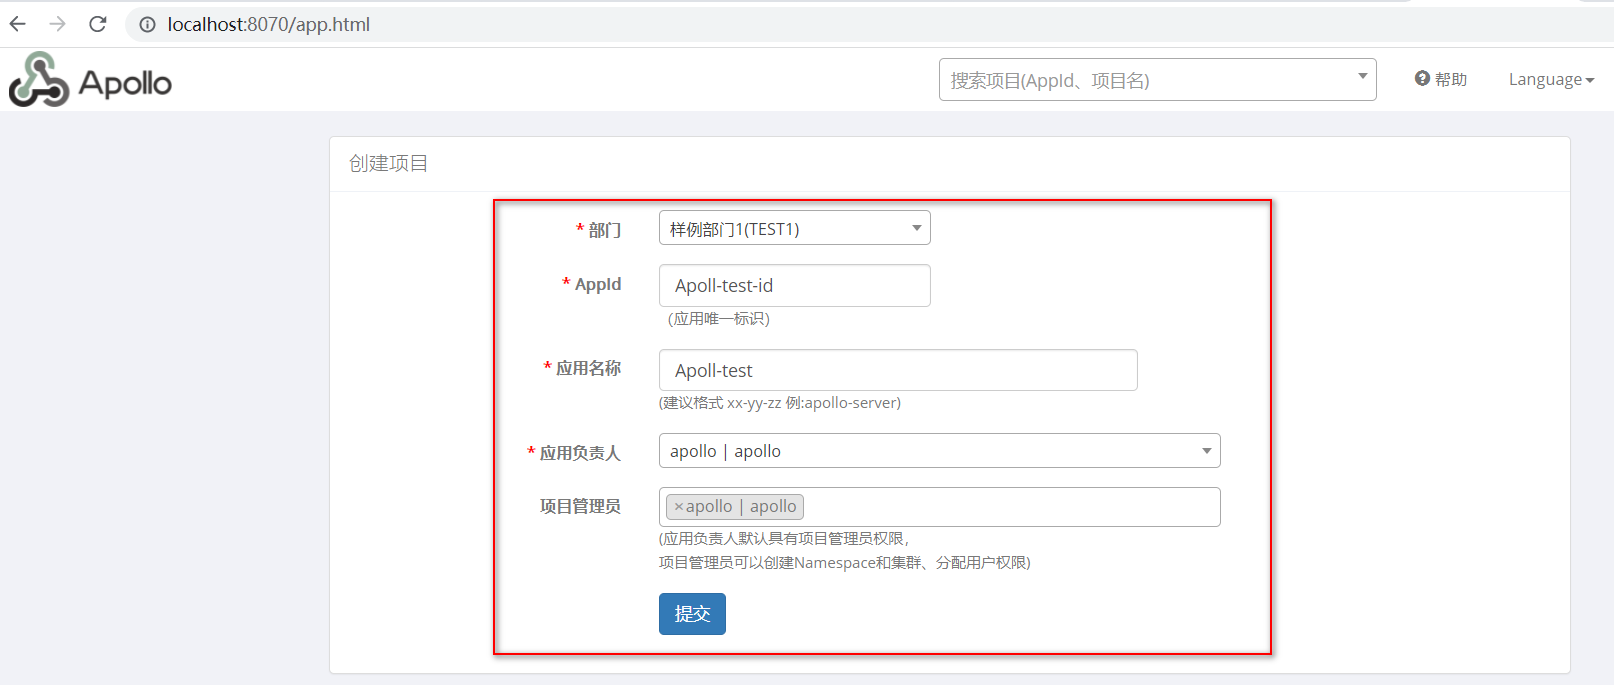 localhost:8070/app.html
Apollo
搜索项目(AppId、项目名)
帮助
Language
创建项目
* 部门
样例部门1(TEST1)
* AppId
Apoll-test-id
(应用唯一标识)
* 应用名称
Apoll-test
(建议格式 xx-yy-zz 例:apollo-server)
* 应用负责人
apollo | apollo
项目管理员
×apollo | apollo
(应用负责人默认具有项目管理员权限,
项目管理员可以创建Namespace和集群、分配用户权限)
提交